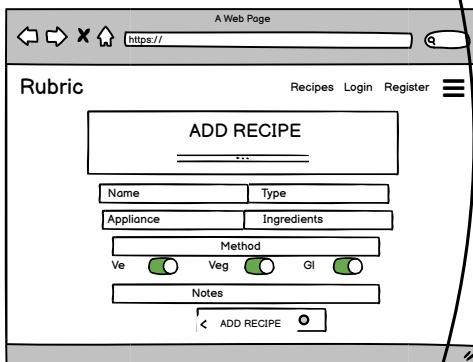 A Web Page
https://
Rubric
Recipes Login Register
ADD RECIPE
Name Type
Appliance Ingredients
Method
Ve Veg Gl
Notes
< ADD RECIPE